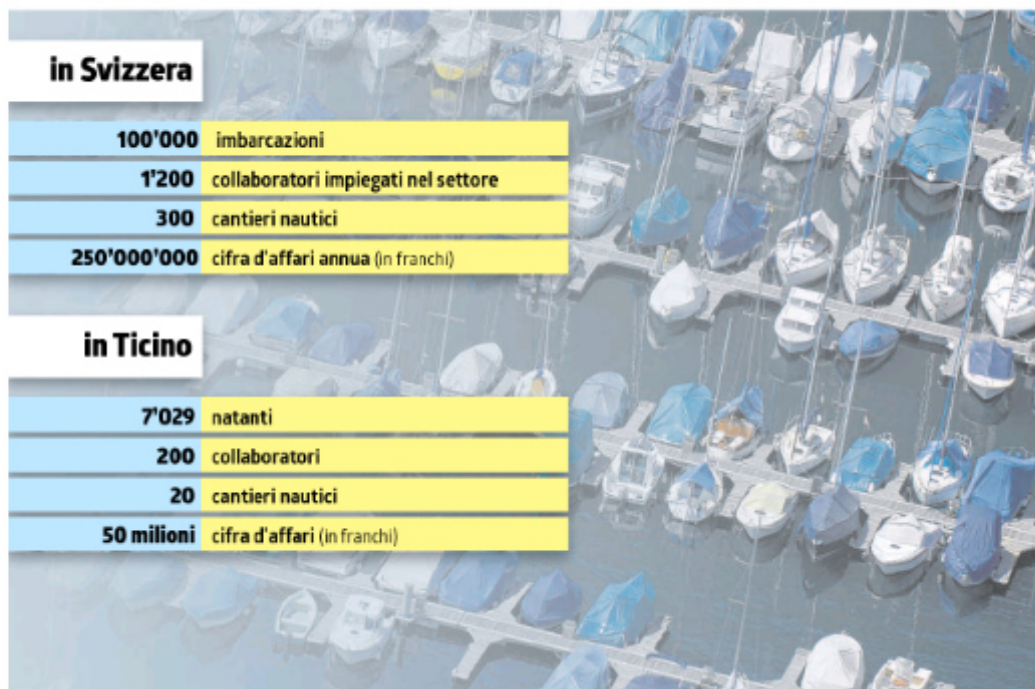 in Svizzera
100'000 imbarcazioni
1'200 collaboratori impiegati nel settore
300 cantieri nautici
250'000'000 cifra d'affari annua (in franchi)
in Ticino
7'029 natanti
200 collaboratori
20 cantieri nautici
50 milioni cifra d'affari (in franchi)